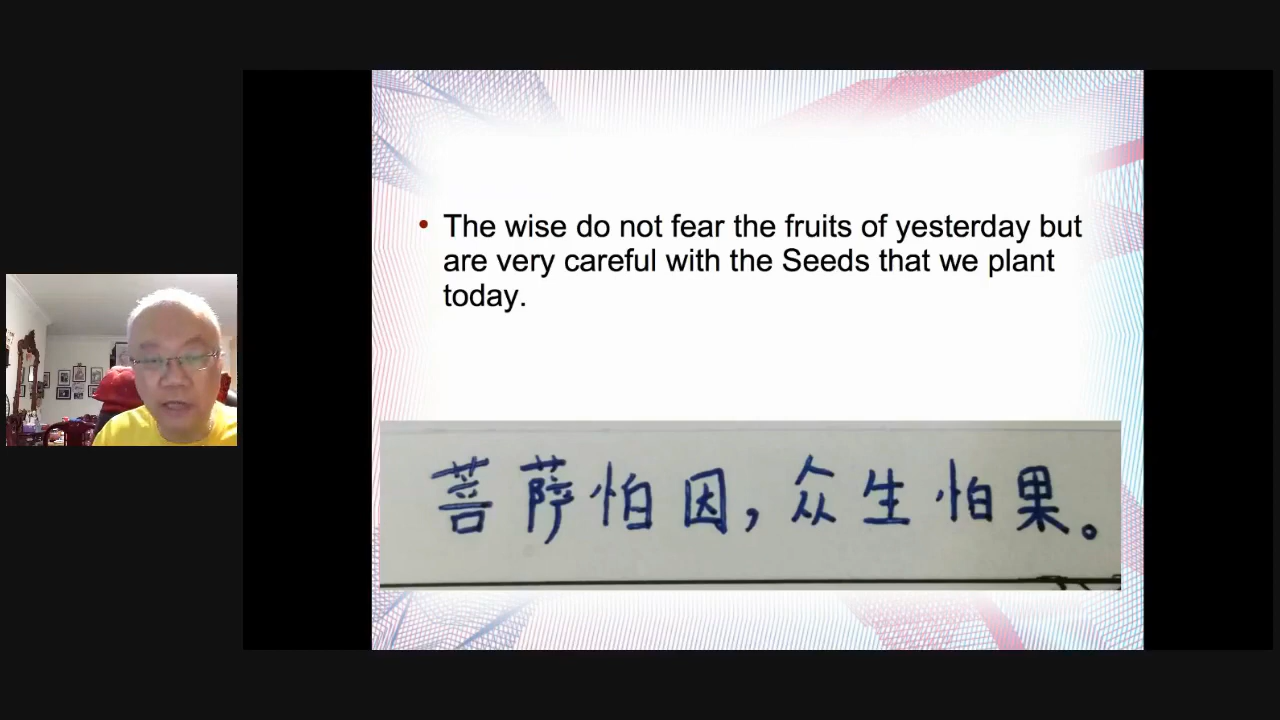 • The wise do not fear the fruits of yesterday but
are very careful with the Seeds that we plant
today.
菩萨怕因，众生怕果。